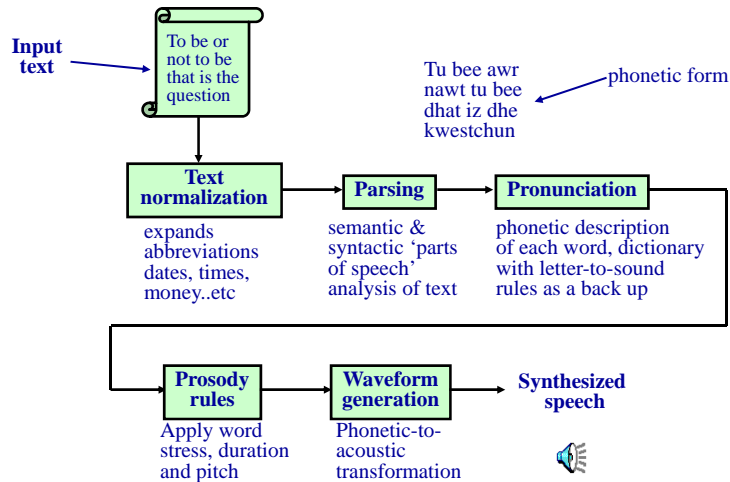 Input
text
To be or
not to be
that is the
question
Tu bee awr
nawt tu bee
dhat iz dhe
kwestchun
phonetic form
Text
normalization
Parsing
Pronunciation
expands
abbreviations
dates, times,
money..etc
semantic &
syntactic ‘parts
of speech’
analysis of text
phonetic description
of each word, dictionary
with letter-to-sound
rules as a back up
Prosody
rules
Waveform
generation
Synthesized
speech
Apply word
stress, duration
and pitch
Phonetic-to-
acoustic
transformation